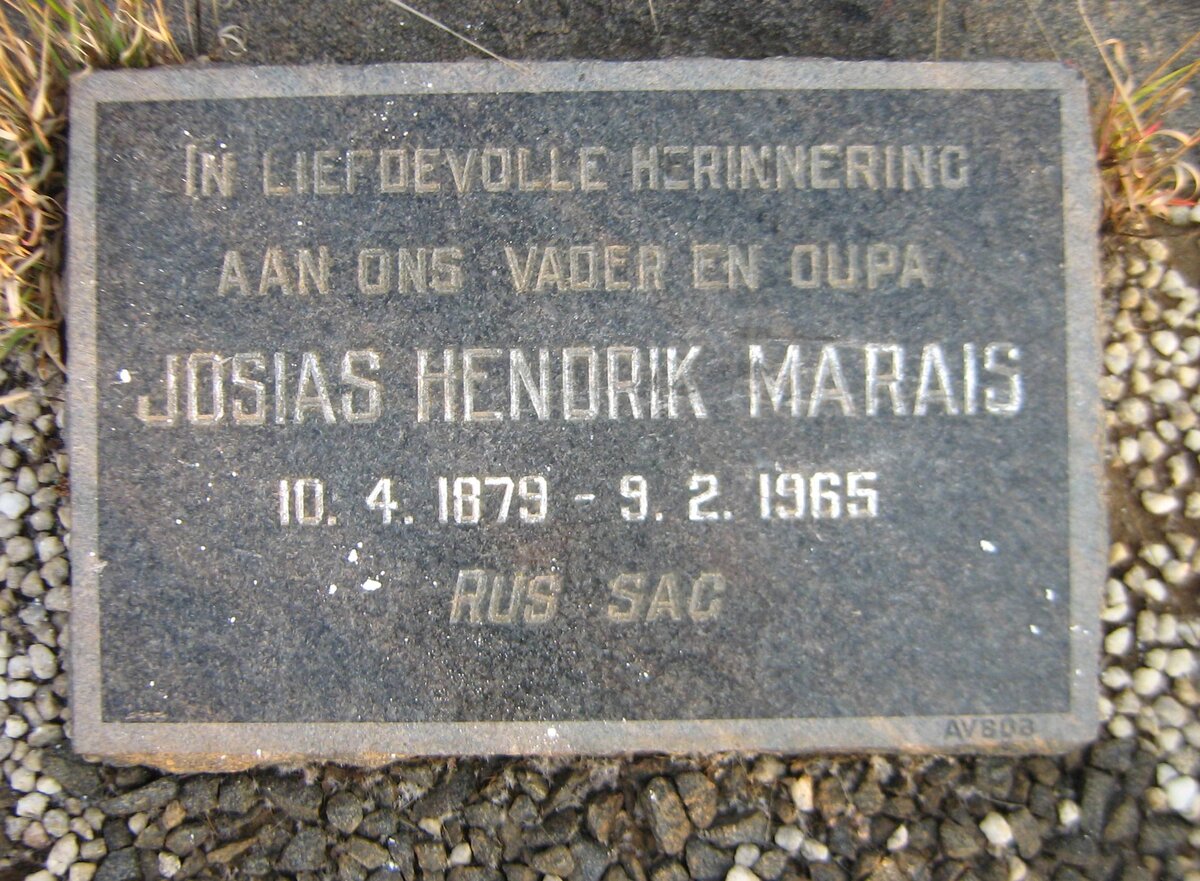 IN LIEFDEVOLLE HERINNERING
AAN ONS VADER EN OUPA
JOSIAS HENDRIK MARAIS
10. 4. 1879 - 9. 2. 1965
RUS SAG
AVBOB